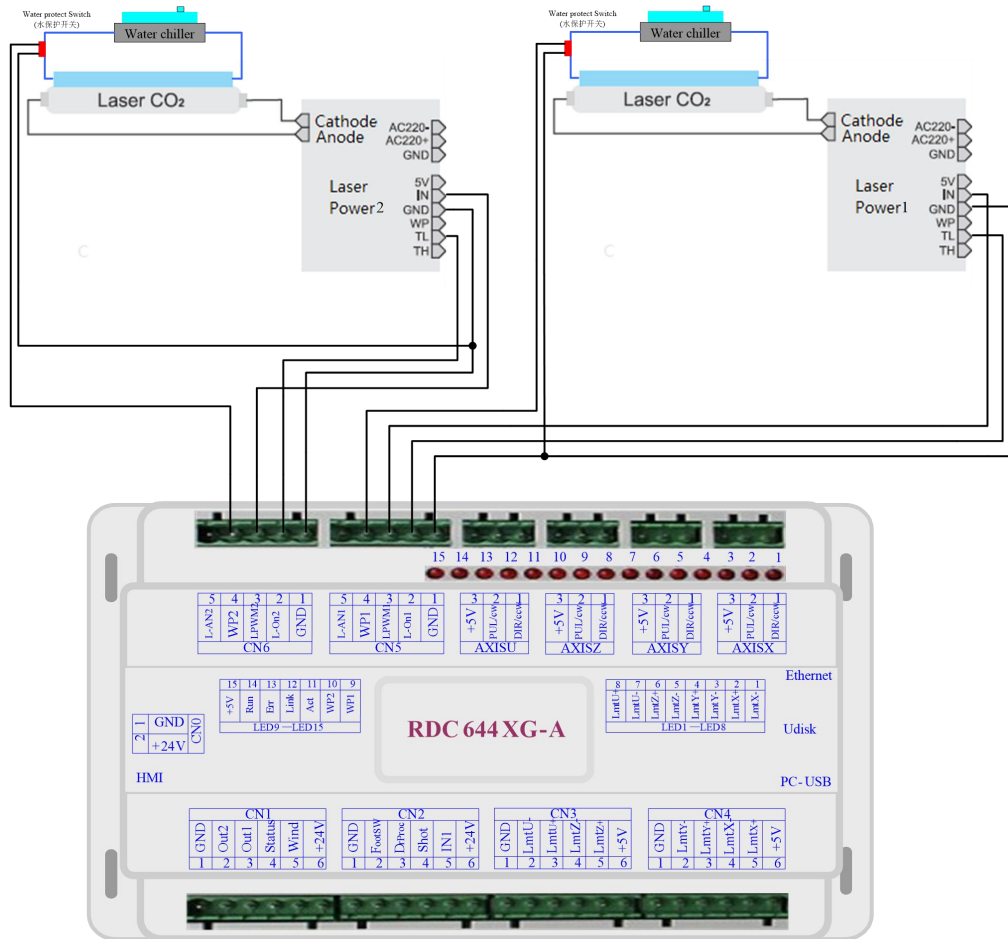 Water protect Switch
(水保护开关)
Water chiller
Laser CO₂
Cathode
Anode
AC220-
AC220+
GND
5V
IN
GND
WP
TL
TH
Laser
Power2
C
Water protect Switch
(水保护开关)
Water chiller
Laser CO₂
Cathode
Anode
AC220-
AC220+
GND
5V
IN
GND
WP
TL
TH
Laser
Power1
C
15 14 13 12 11 10 9 8 7 6 5 4 3 2 1
5 4 3 2 1
L-AN2 WP2 LPWM2 L-On2 GND
CN6
5 4 3 2 1
L-AN1 WP1 LPWM1 L-On1 GND
CN5
3 2 1
+5V PUL/cw DIR/ccw
AXISU
3 2 1
+5V PUL/cw DIR/ccw
AXISZ
3 2 1
+5V PUL/cw DIR/ccw
AXISY
3 2 1
+5V PUL/cw DIR/ccw
AXISX
Ethernet
15 14 13 12 11 10 9
+5V Run Err Link Act WP2 WP1
LED9 —LED15
8 7 6 5 4 3 2 1
LmtU+ LmtU- LmtZ+ LmtZ- LmtY+ LmtY- LmtX+ LmtX-
LED1—LED8
RDC 644 XG-A
Udisk
1 GND
2 +24V
CN0
HMI
PC-USB
CN1
GND Out2 Out1 Status Wind +24V
1 2 3 4 5 6
CN2
GND FootSW DrProc Shot IN1 +24V
1 2 3 4 5 6
CN3
GND LmtU- LmtU+ LmtZ- LmtZ+ +5V
1 2 3 4 5 6
CN4
GND LmtY- LmtY+ LmtX- LmtX+ +5V
1 2 3 4 5 6